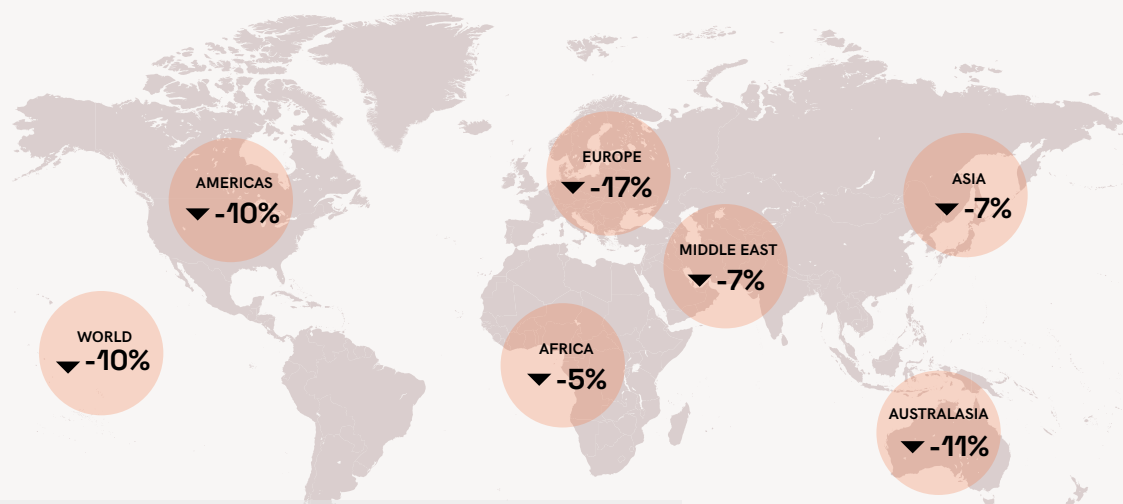 EUROPE
-17%
AMERICAS
-10%
ASIA
-7%
MIDDLE EAST
-7%
WORLD
-10%
AFRICA
-5%
AUSTRALASIA
-11%